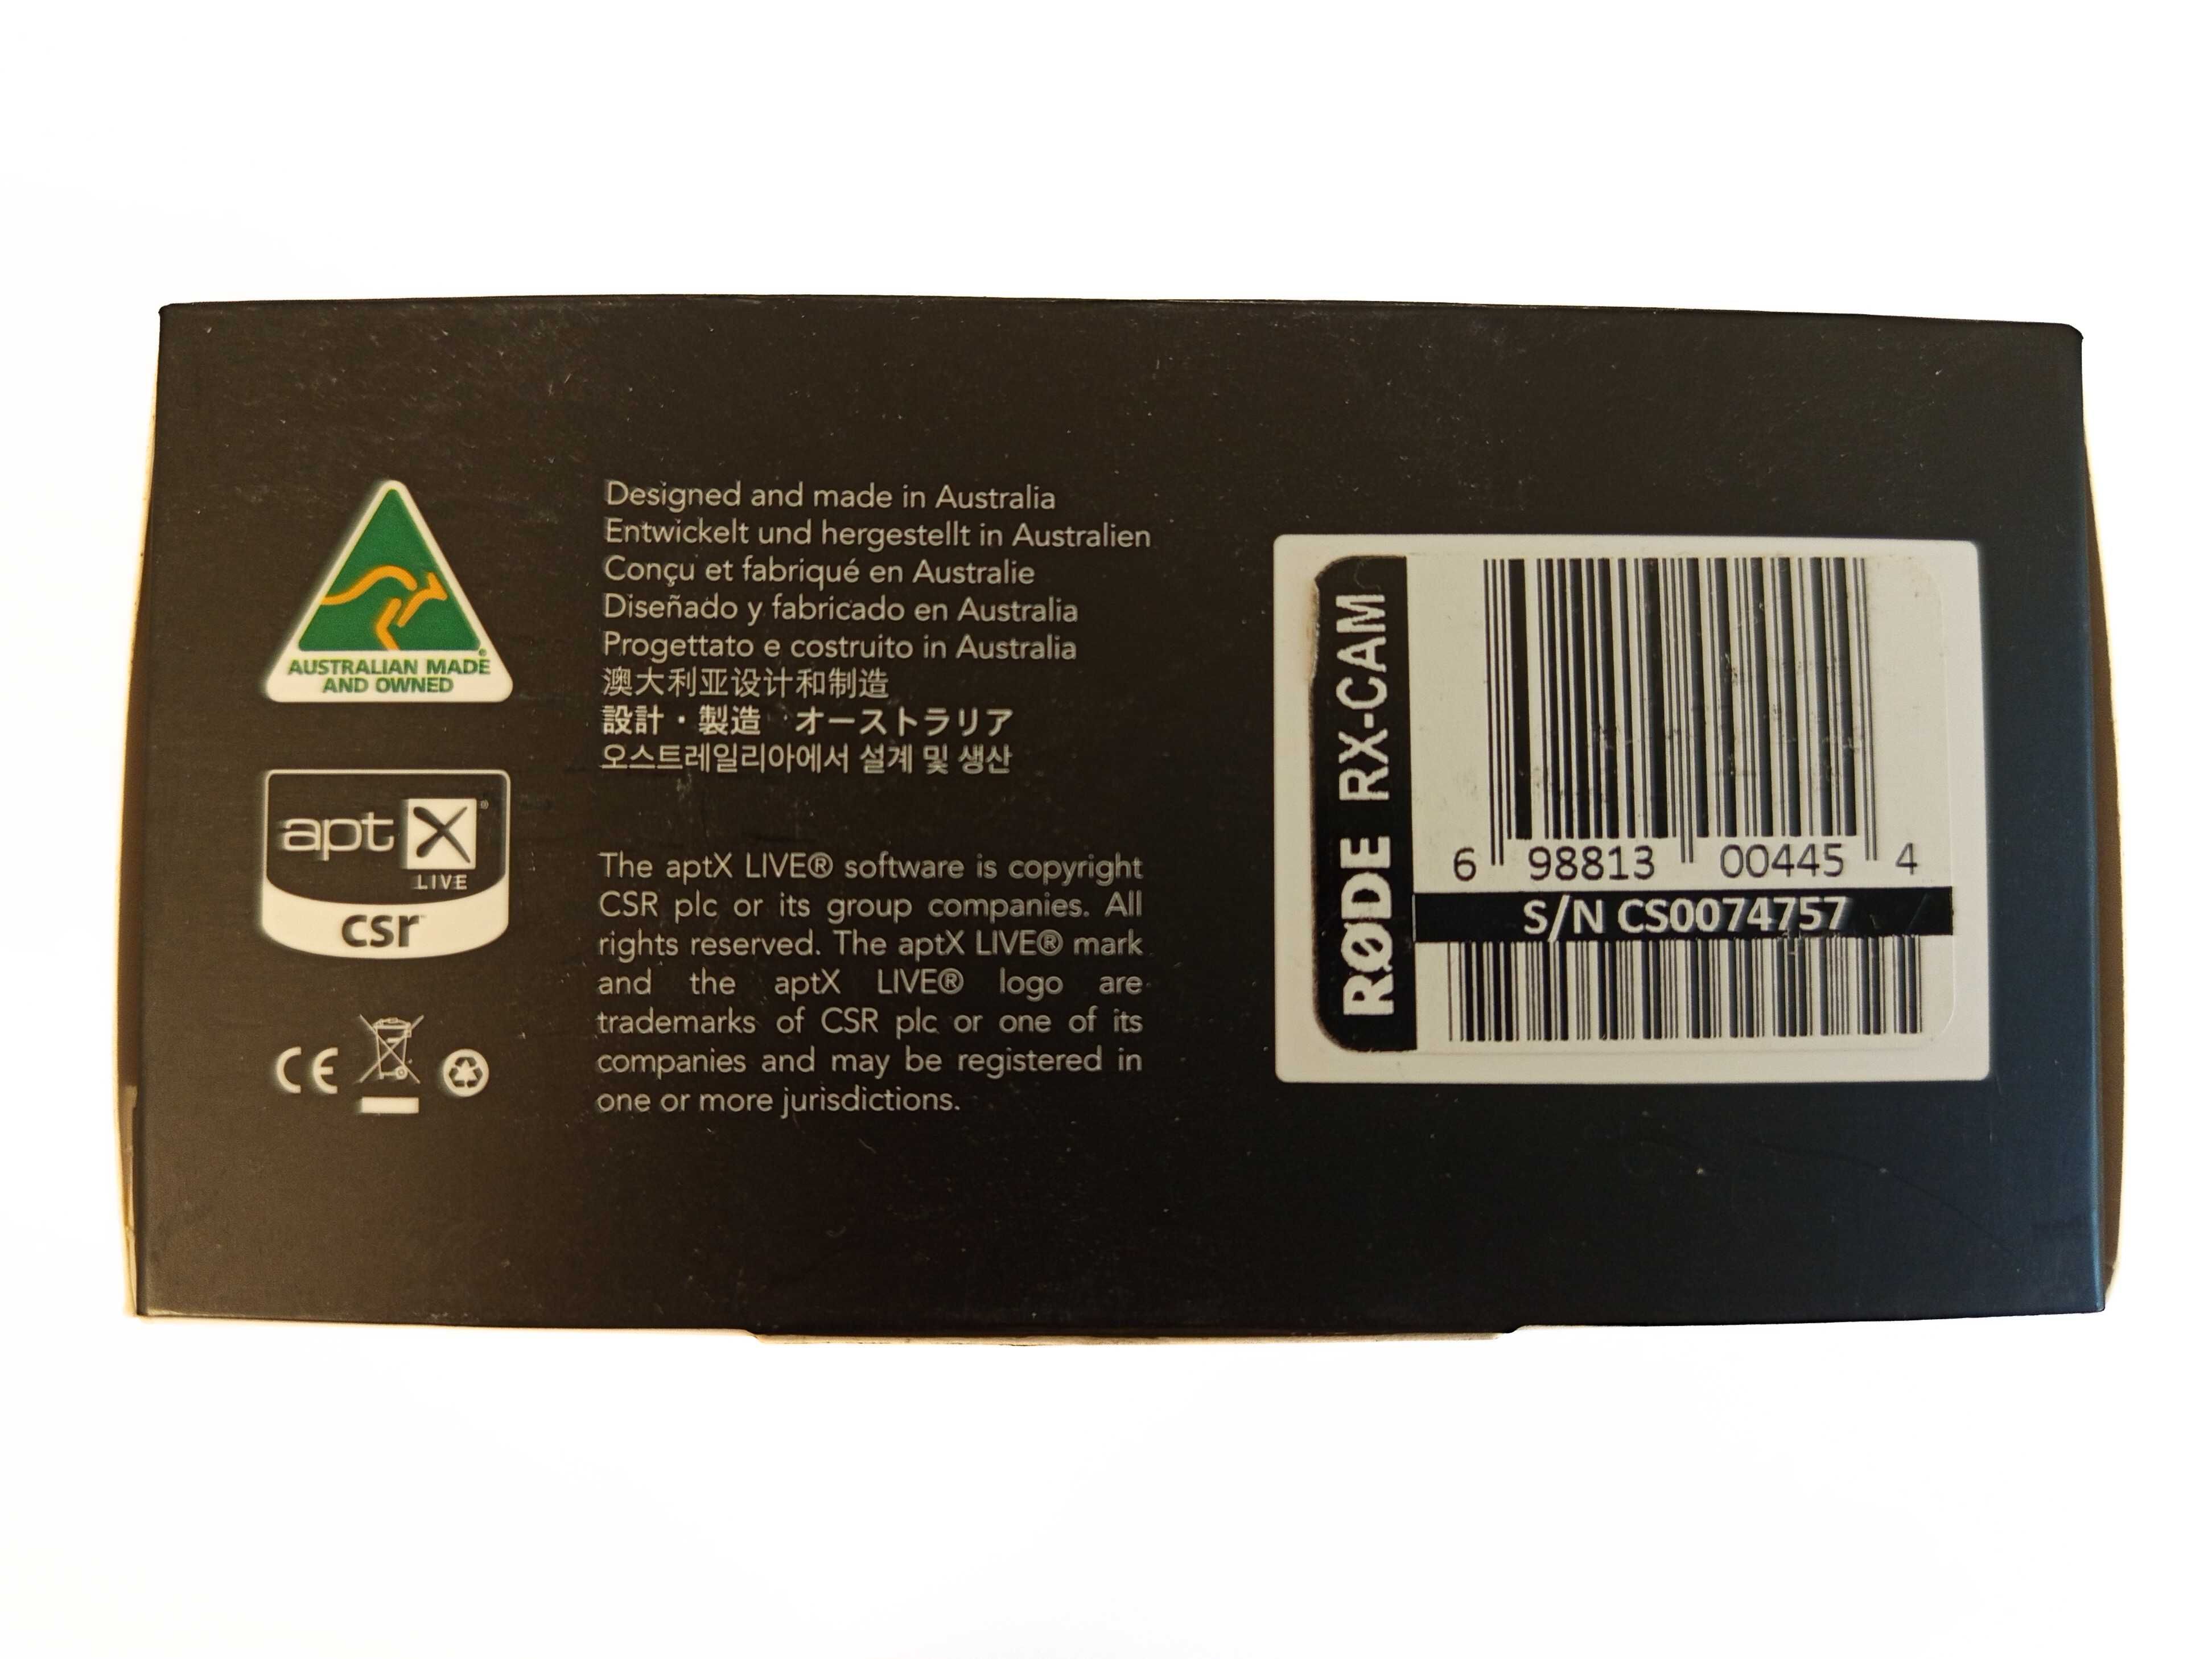 AUSTRALIAN MADE
AND OWNED
aptX®
LIVE
csr
CE
Designed and made in Australia
Entwickelt und hergestellt in Australien
Conçu et fabriqué en Australie
Diseñado y fabricado en Australia
Progettato e costruito in Australia
澳大利亚设计和制造
設計・製造 オーストラリア
오스트레일리아에서 설계 및 생산
The aptX LIVE® software is copyright
CSR plc or its group companies. All
rights reserved. The aptX LIVE® mark
and the aptX LIVE® logo are
trademarks of CSR plc or one of its
companies and may be registered in
one or more jurisdictions.
RØDE RX-CAM
6 98813 00445 4
S/N CS0074757